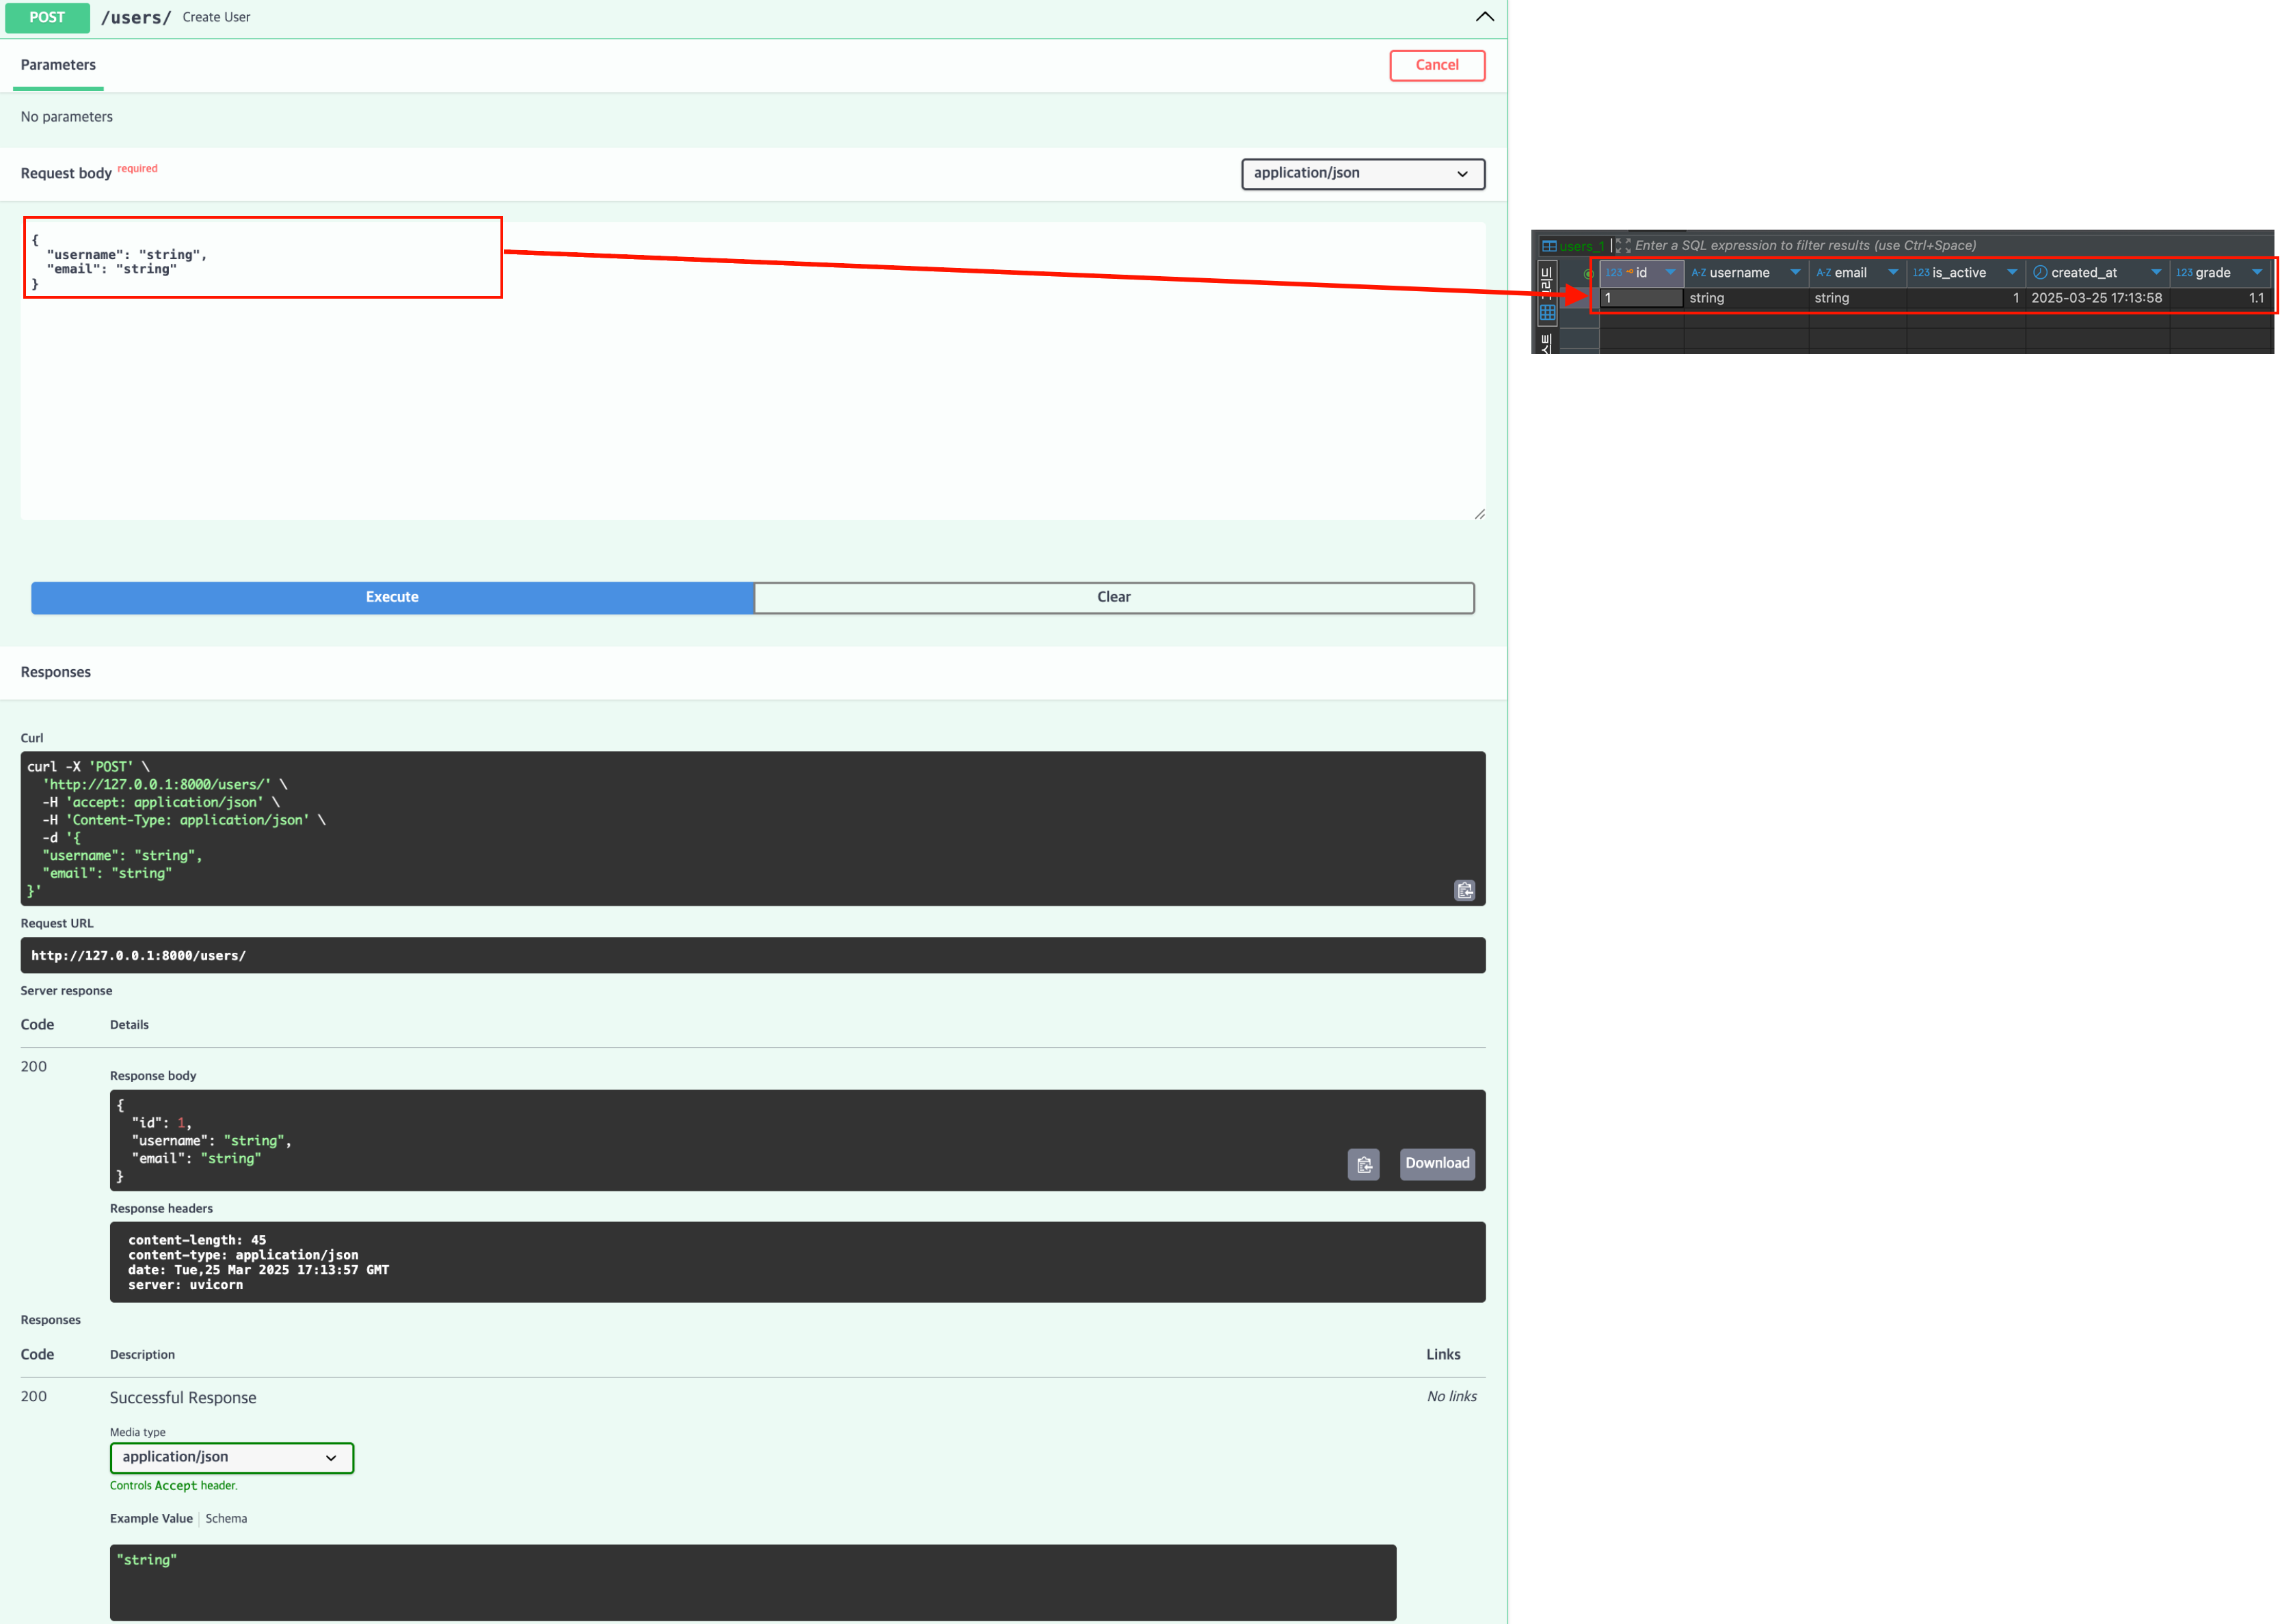 POST /users/ Create User
Parameters
Cancel
No parameters
Request body required
application/json
{
  "username": "string",
  "email": "string"
}
Execute
Clear
Responses
Curl
curl -X 'POST' \
  'http://127.0.0.1:8000/users/' \
  -H 'accept: application/json' \
  -H 'Content-Type: application/json' \
  -d '{
  "username": "string",
  "email": "string"
}'
Request URL
http://127.0.0.1:8000/users/
Server response
Code Details
200
Response body
{
  "id": 1,
  "username": "string",
  "email": "string"
}
Download
Response headers
content-length: 45
content-type: application/json
date: Tue,25 Mar 2025 17:13:57 GMT
server: uvicorn
Responses
Code Description Links
200 Successful Response No links
Media type
application/json
Controls Accept header.
Example Value Schema
"string"
users_1 Enter a SQL expression to filter results (use Ctrl+Space)
123 id A-Z username A-Z email 123 is_active created_at 123 grade
1 string string 1 2025-03-25 17:13:58 1.1